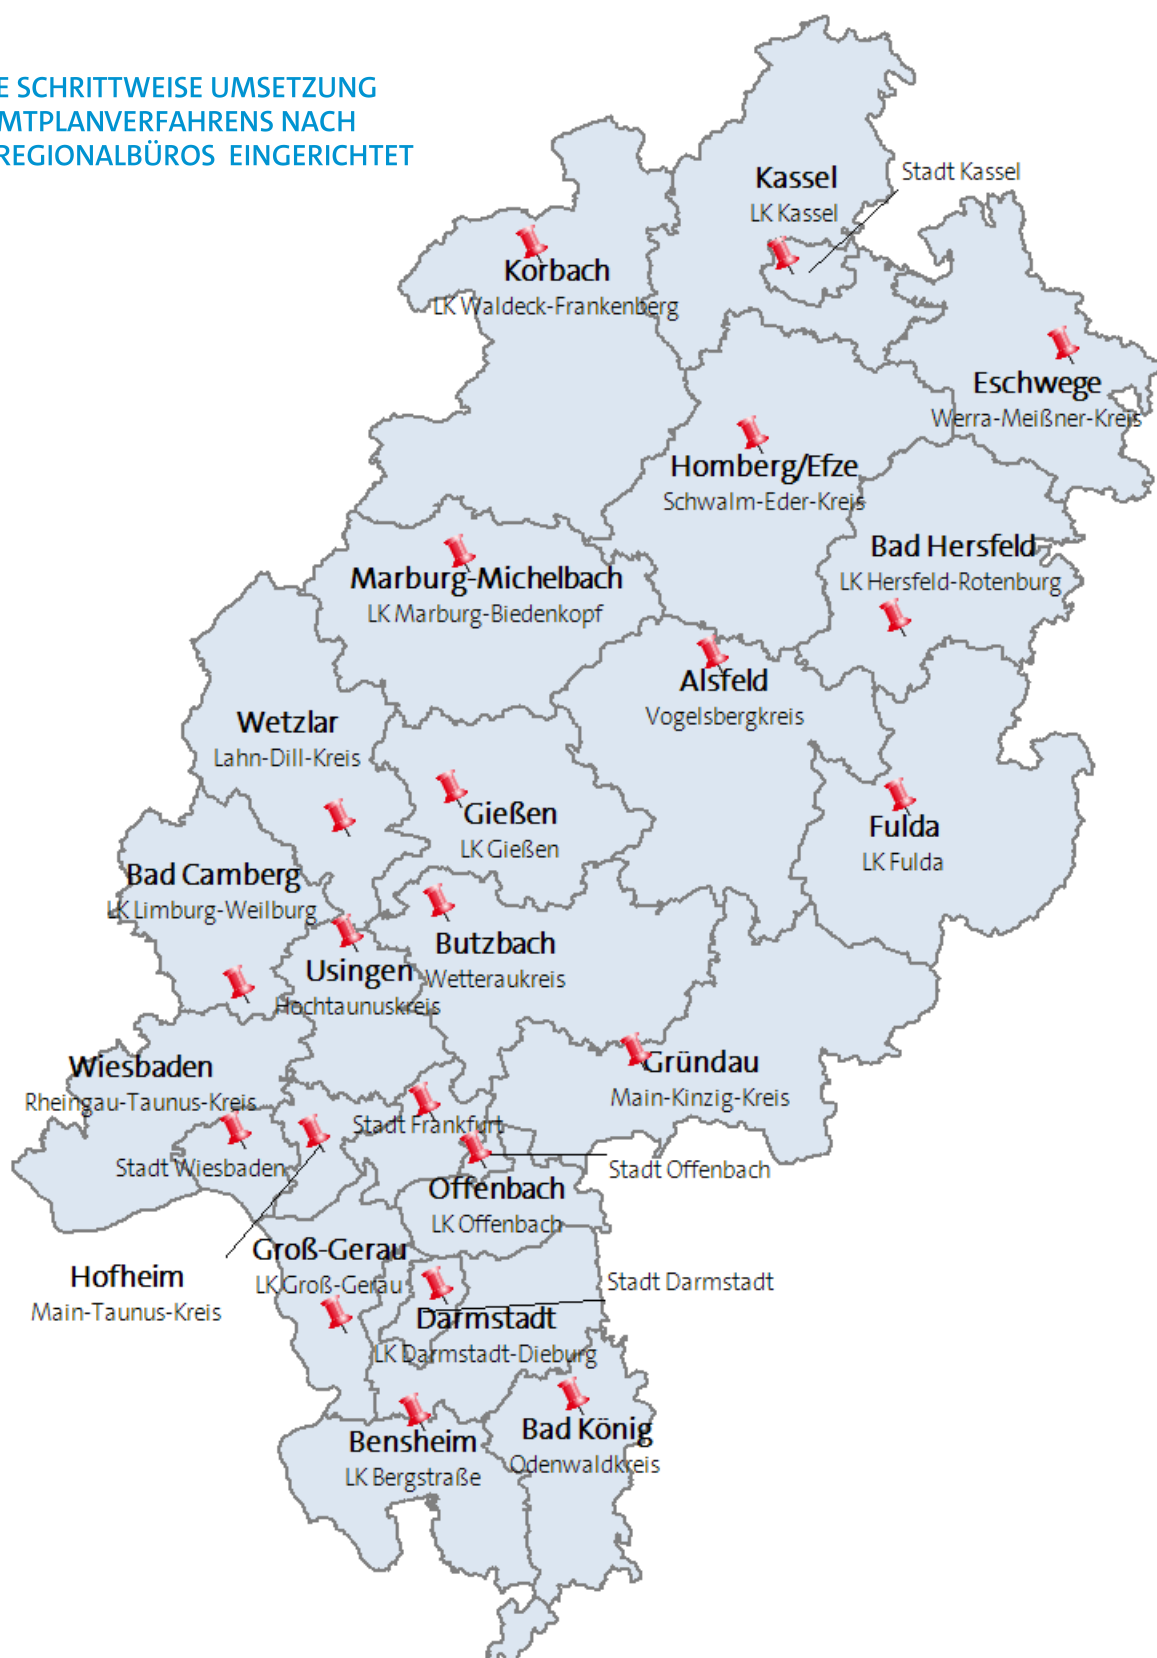 E SCHRITTWEISE UMSETZUNG
MTPLANVERFAHRENS NACH
REGIONALBÜROS EINGERICHTET
Kassel
LK Kassel
Stadt Kassel
Korbach
LK Waldeck-Frankenberg
Eschwege
Werra-Meißner-Kreis
Homberg/Efze
Schwalm-Eder-Kreis
Bad Hersfeld
LK Hersfeld-Rotenburg
Marburg-Michelbach
LK Marburg-Biedenkopf
Alsfeld
Vogelsbergkreis
Wetzlar
Lahn-Dill-Kreis
Gießen
LK Gießen
Fulda
LK Fulda
Bad Camberg
LK Limburg-Weilburg
Butzbach
Wetteraukreis
Usingen
Hochtaunuskreis
Gründau
Main-Kinzig-Kreis
Wiesbaden
Rheingau-Taunus-Kreis
Stadt Frankfurt
Stadt Wiesbaden
Stadt Offenbach
Offenbach
LK Offenbach
Groß-Gerau
LK Groß-Gerau
Hofheim
Main-Taunus-Kreis
Stadt Darmstadt
Darmstadt
LK Darmstadt-Dieburg
Bad König
Odenwaldkreis
Bensheim
LK Bergstraße